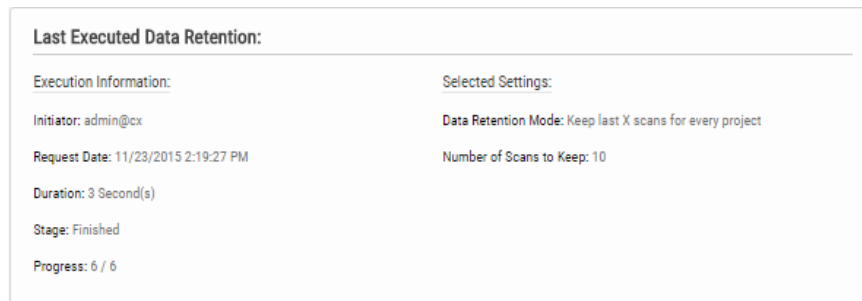 Last Executed Data Retention:
Execution Information:
Initiator: admin@cx
Request Date: 11/23/2015 2:19:27 PM
Duration: 3 Second(s)
Stage: Finished
Progress: 6 / 6
Selected Settings:
Data Retention Mode: Keep last X scans for every project
Number of Scans to Keep: 10